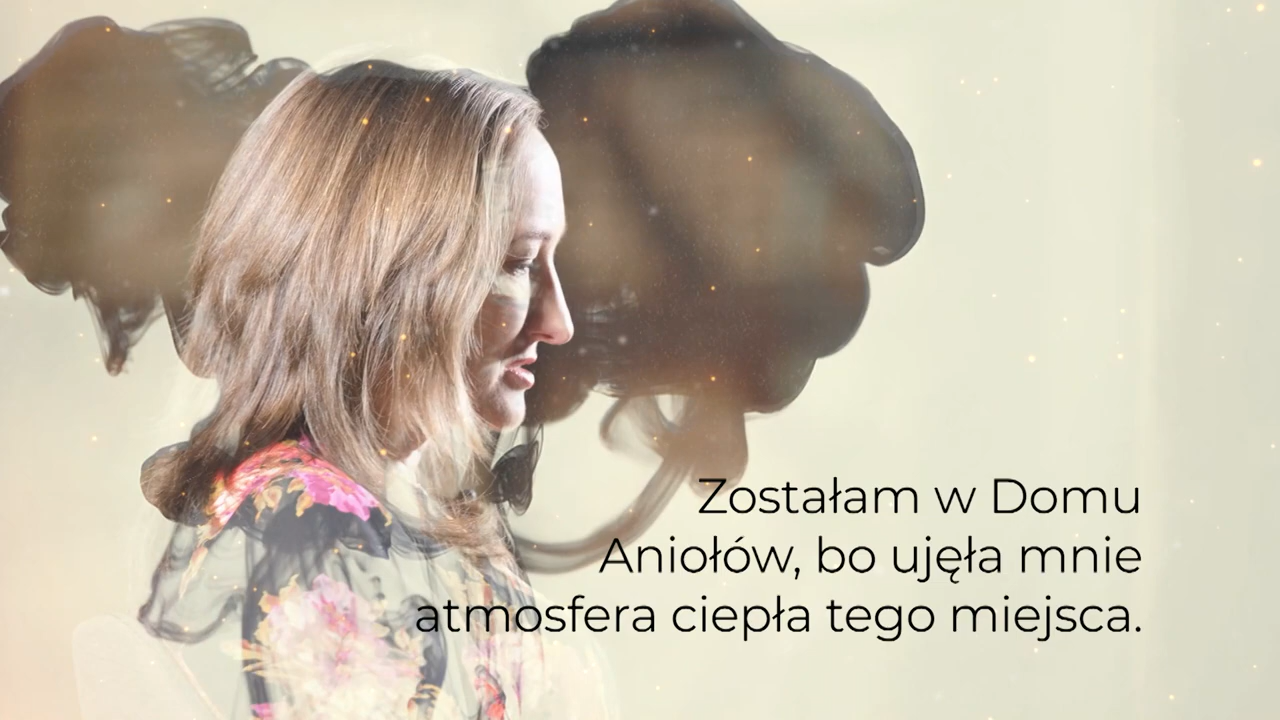 Zostałam w Domu
Aniołów, bo ujęła mnie
atmosfera ciepła tego miejsca.